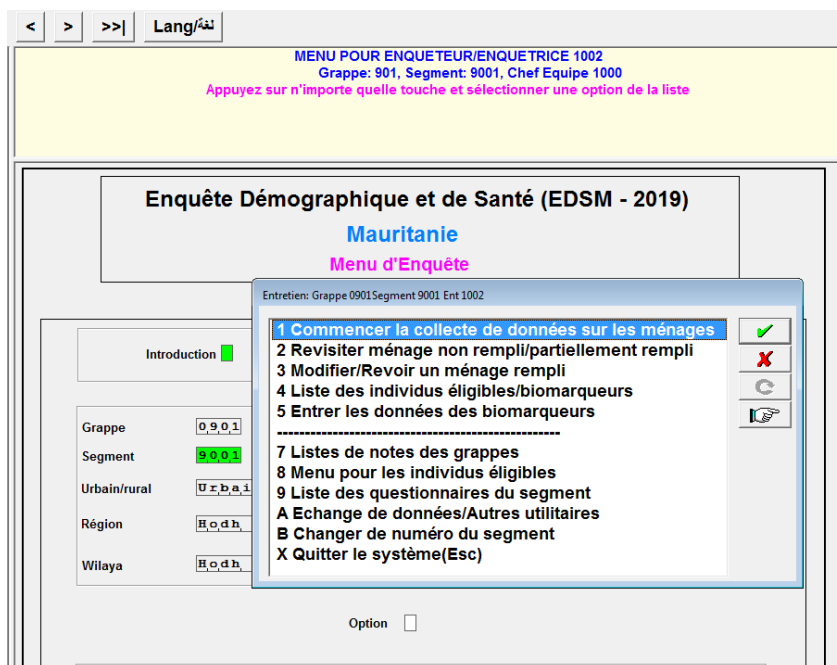 < > >>| Lang/لغة
MENU POUR ENQUETEUR/ENQUETRICE 1002
Grappe: 901, Segment: 9001, Chef Equipe 1000
Appuyez sur n'importe quelle touche et sélectionner une option de la liste
Enquête Démographique et de Santé (EDSM - 2019)
Mauritanie
Menu d'Enquête
Entretien: Grappe 0901Segment 9001 Ent 1002
1 Commencer la collecte de données sur les ménages
2 Revisiter ménage non rempli/partiellement rempli
3 Modifier/Revoir un ménage rempli
4 Liste des individus éligibles/biomarqueurs
5 Entrer les données des biomarqueurs
---------------------------------------------------
7 Listes de notes des grappes
8 Menu pour les individus éligibles
9 Liste des questionnaires du segment
A Echange de données/Autres utilitaires
B Changer de numéro du segment
X Quitter le système(Esc)
Introduction
Grappe 0901
Segment 9001
Urbain/rural Urbai
Région Hodh
Wilaya Hodh
Option